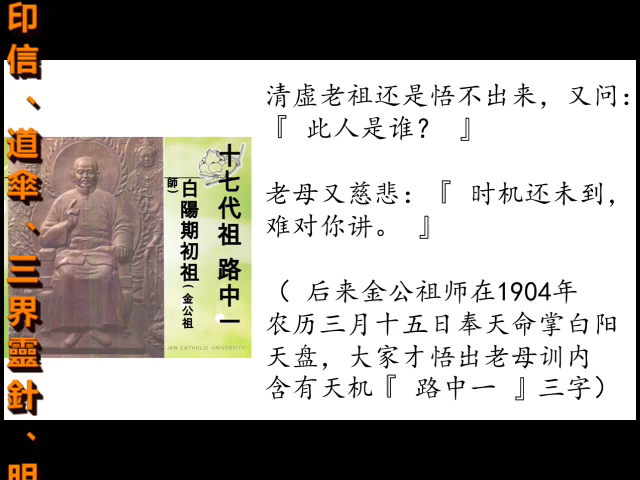 印信、道傘、三界靈針、明
十七代祖 路中一
白陽期初祖(金公祖
師)
JEN CATHOLIC UNIVERSITY
清虚老祖还是悟不出来，又问：
『 此人是谁？ 』
老母又慈悲：『 时机还未到，
难对你讲。 』
（ 后来金公祖师在1904年
农历三月十五日奉天命掌白阳
天盘，大家才悟出老母训内
含有天机『 路中一 』三字）